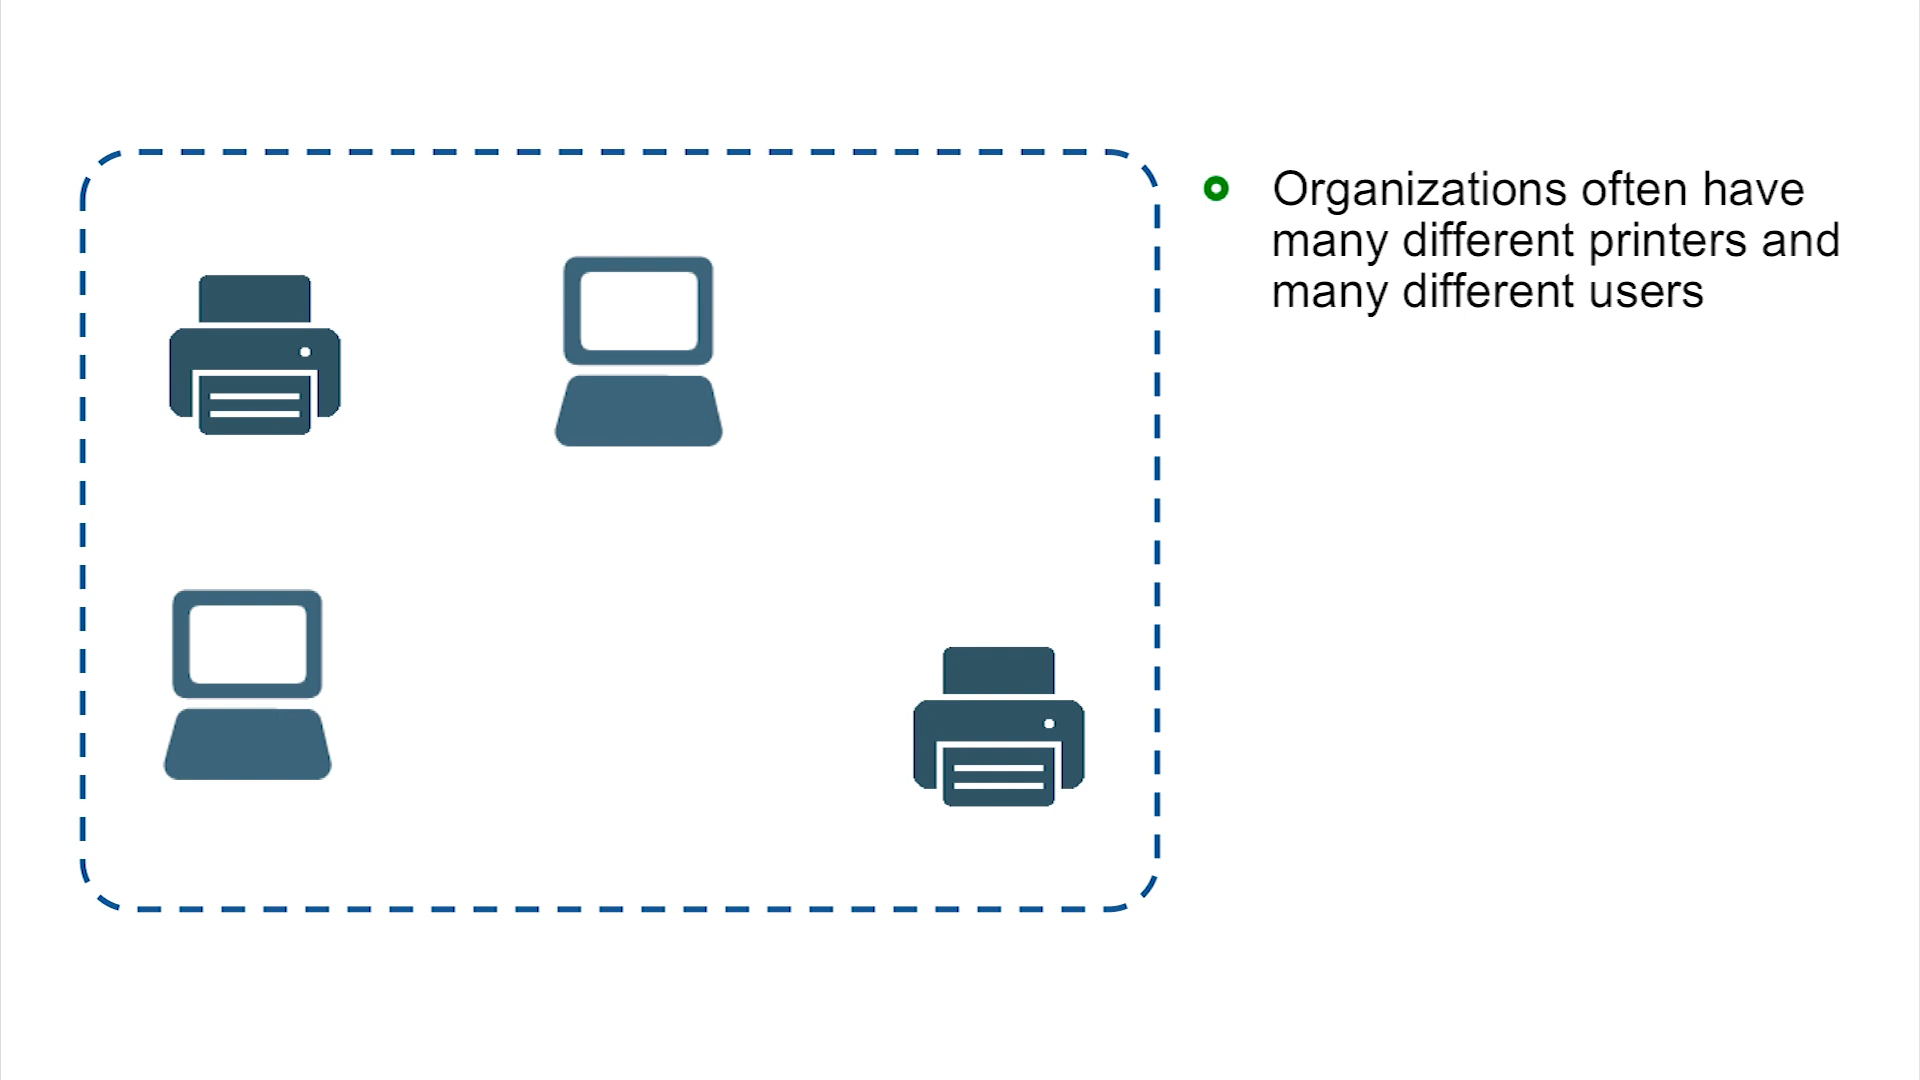 Organizations often have
many different printers and
many different users